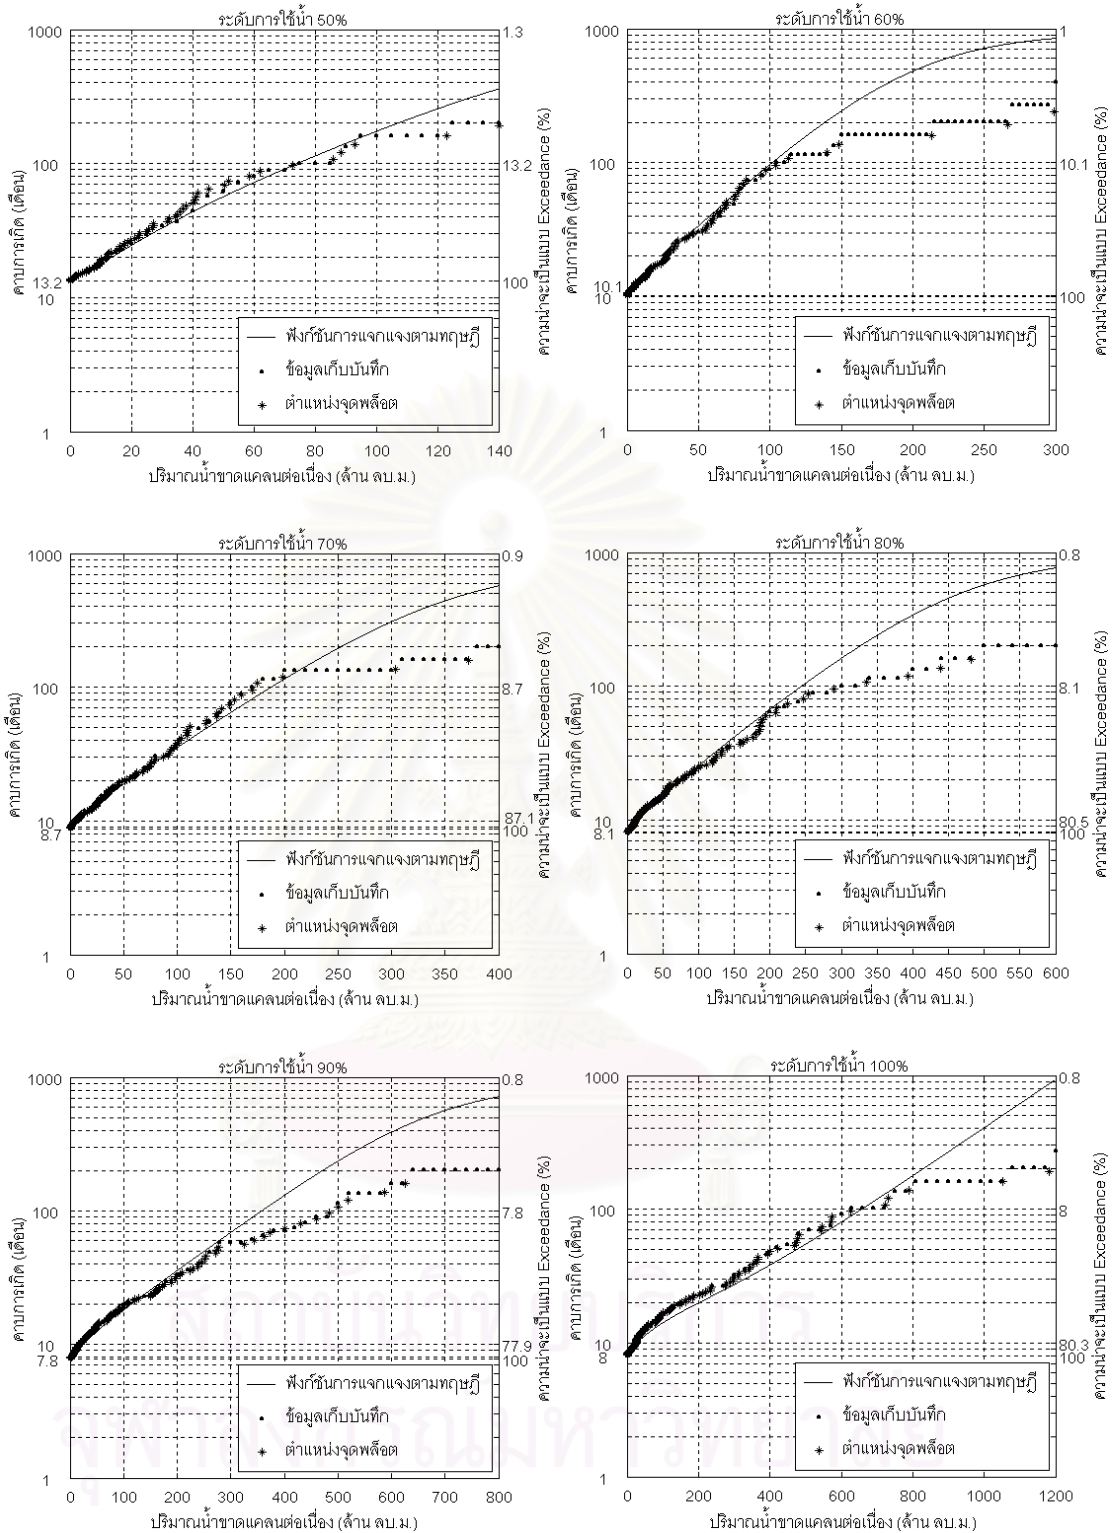 ระดับการใช้น้ำ 50%
1000
100
13.2
10
1
1.3
13.2
100
0 20 40 60 80 100 120 140
คาบการเกิด (เดือน)
ความน่าจะเป็นแบบ Exceedance (%)
ฟังก์ชันการแจกแจงตามทฤษฎี
ข้อมูลเก็บบันทึก
ตำแหน่งจุดพล็อต
ปริมาณน้ำขาดแคลนต่อเนื่อง (ล้าน ลบ.ม.)
ระดับการใช้น้ำ 60%
1000
100
10.1
10
1
1
10.1
100
0 50 100 150 200 250 300
คาบการเกิด (เดือน)
ความน่าจะเป็นแบบ Exceedance (%)
ฟังก์ชันการแจกแจงตามทฤษฎี
ข้อมูลเก็บบันทึก
ตำแหน่งจุดพล็อต
ปริมาณน้ำขาดแคลนต่อเนื่อง (ล้าน ลบ.ม.)
ระดับการใช้น้ำ 70%
1000
100
10
8.7
1
0.9
8.7
87.1
100
0 50 100 150 200 250 300 350 400
คาบการเกิด (เดือน)
ความน่าจะเป็นแบบ Exceedance (%)
ฟังก์ชันการแจกแจงตามทฤษฎี
ข้อมูลเก็บบันทึก
ตำแหน่งจุดพล็อต
ปริมาณน้ำขาดแคลนต่อเนื่อง (ล้าน ลบ.ม.)
ระดับการใช้น้ำ 80%
1000
100
10
8.1
1
0.8
8.1
80.5
100
0 50 100 150 200 250 300 350 400 450 500 550 600
คาบการเกิด (เดือน)
ความน่าจะเป็นแบบ Exceedance (%)
ฟังก์ชันการแจกแจงตามทฤษฎี
ข้อมูลเก็บบันทึก
ตำแหน่งจุดพล็อต
ปริมาณน้ำขาดแคลนต่อเนื่อง (ล้าน ลบ.ม.)
ระดับการใช้น้ำ 90%
1000
100
10
7.8
1
0.8
7.8
77.9
100
0 100 200 300 400 500 600 700 800
คาบการเกิด (เดือน)
ความน่าจะเป็นแบบ Exceedance (%)
ฟังก์ชันการแจกแจงตามทฤษฎี
ข้อมูลเก็บบันทึก
ตำแหน่งจุดพล็อต
ปริมาณน้ำขาดแคลนต่อเนื่อง (ล้าน ลบ.ม.)
ระดับการใช้น้ำ 100%
1000
100
10
8
1
0.8
8
80.3
100
0 200 400 600 800 1000 1200
คาบการเกิด (เดือน)
ความน่าจะเป็นแบบ Exceedance (%)
ฟังก์ชันการแจกแจงตามทฤษฎี
ข้อมูลเก็บบันทึก
ตำแหน่งจุดพล็อต
ปริมาณน้ำขาดแคลนต่อเนื่อง (ล้าน ลบ.ม.)
สถาบันวิทยบริการ
จุฬาลงกรณ์มหาวิทยาลัย